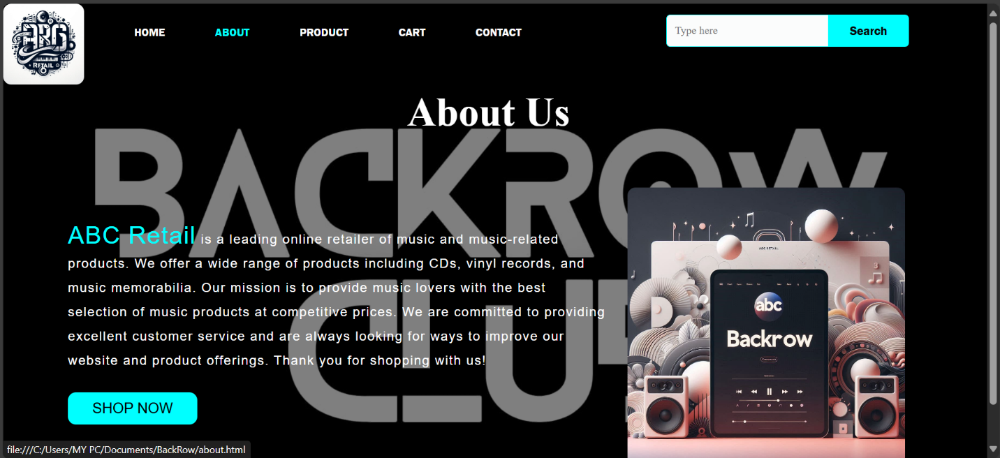 ABC
RETAIL
HOME
ABOUT
PRODUCT
CART
CONTACT
Type here
Search
About Us
BACKROW
CLU
ABC Retail is a leading online retailer of music and music-related
products. We offer a wide range of products including CDs, vinyl records, and
music memorabilia. Our mission is to provide music lovers with the best
selection of music products at competitive prices. We are committed to providing
excellent customer service and are always looking for ways to improve our
website and product offerings. Thank you for shopping with us!
SHOP NOW
ABC RETAIL
3
abc
Backrow
file:///C:/Users/MY PC/Documents/BackRow/about.html